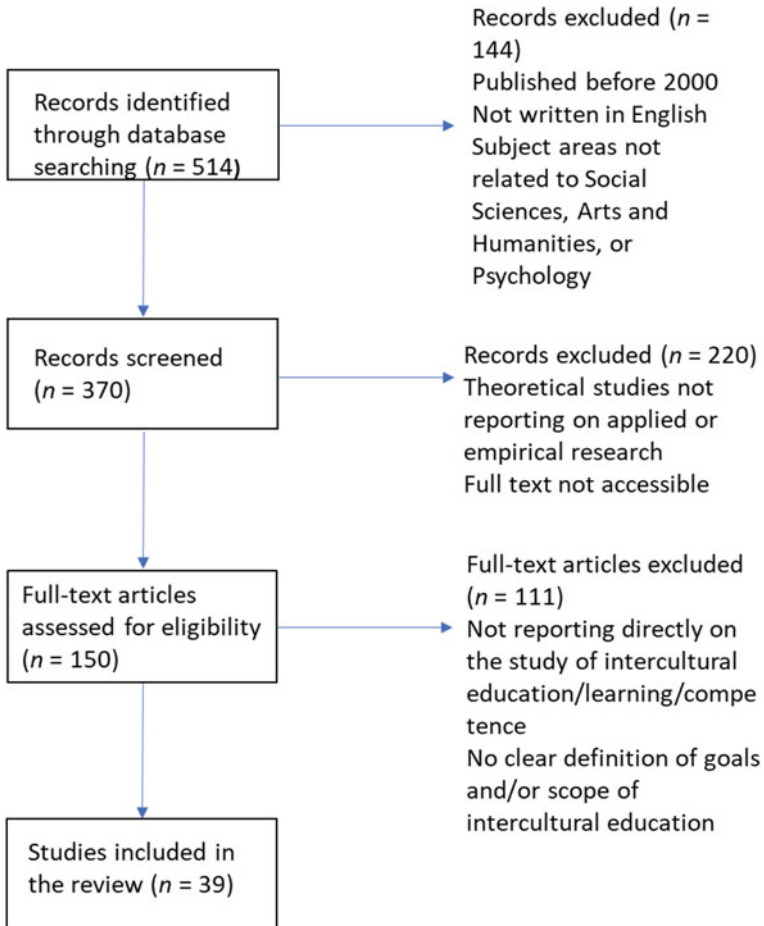 Records identified
through database
searching (n = 514)
Records excluded (n =
144)
Published before 2000
Not written in English
Subject areas not
related to Social
Sciences, Arts and
Humanities, or
Psychology
Records screened
(n = 370)
Records excluded (n = 220)
Theoretical studies not
reporting on applied or
empirical research
Full text not accessible
Full-text articles
assessed for eligibility
(n = 150)
Full-text articles excluded
(n = 111)
Not reporting directly on
the study of intercultural
education/learning/compe
tence
No clear definition of goals
and/or scope of
intercultural education
Studies included in
the review (n = 39)